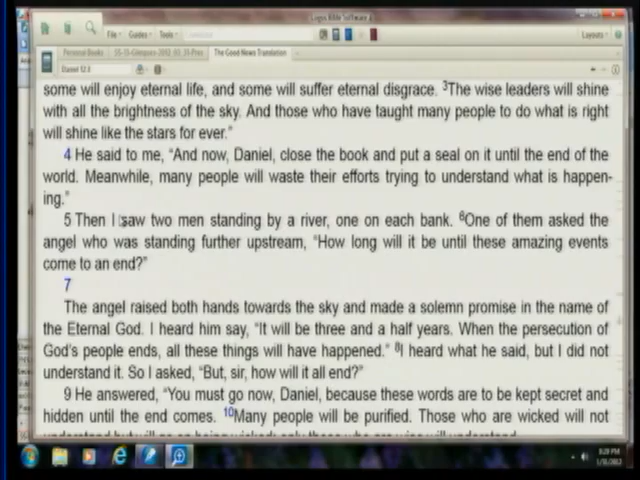 Logos Bible Software 4
File Guides Tools
Layouts
Personal Books
The Good News Translation
some will enjoy eternal life, and some will suffer eternal disgrace. 3The wise leaders will shine
with all the brightness of the sky. And those who have taught many people to do what is right
will shine like the stars for ever.”
4 He said to me, “And now, Daniel, close the book and put a seal on it until the end of the
world. Meanwhile, many people will waste their efforts trying to understand what is happen-
ing.”
5 Then I saw two men standing by a river, one on each bank. 6One of them asked the
angel who was standing further upstream, “How long will it be until these amazing events
come to an end?”
7
The angel raised both hands towards the sky and made a solemn promise in the name of
the Eternal God. I heard him say, “It will be three and a half years. When the persecution of
God’s people ends, all these things will have happened.” 8I heard what he said, but I did not
understand it. So I asked, “But, sir, how will it all end?”
9 He answered, “You must go now, Daniel, because these words are to be kept secret and
hidden until the end comes. 10Many people will be purified. Those who are wicked will not